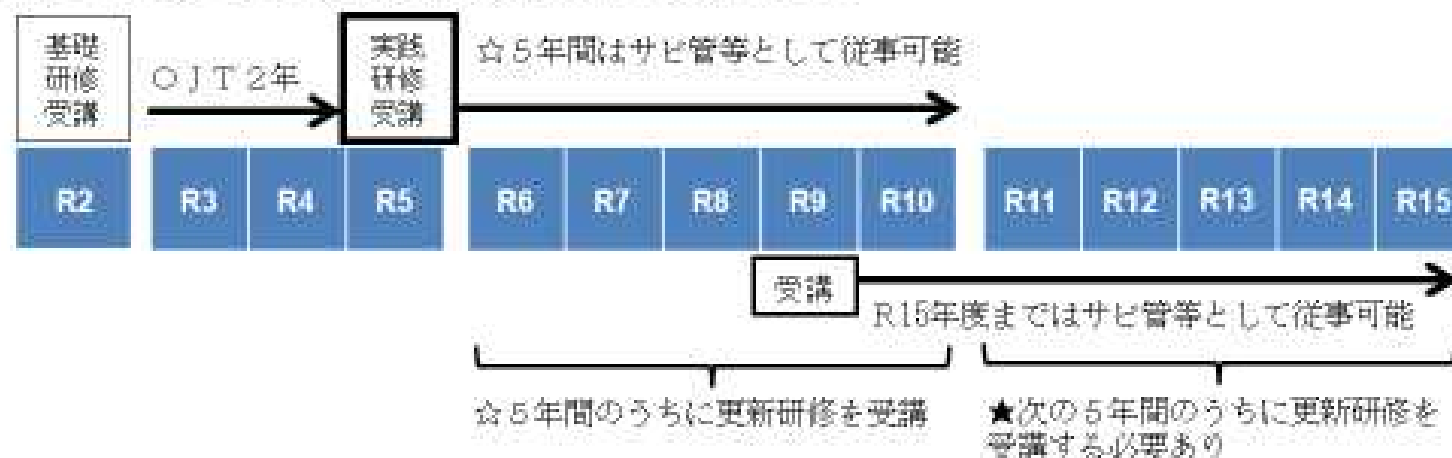 基礎
研修
受講
OJT2年
実践
研修
受講
☆5年間はサビ管等として従事可能
R2
R3
R4
R5
R6
R7
R8
R9
R10
R11
R12
R13
R14
R15
受講
R15年度まではサビ管等として従事可能
☆5年間のうちに更新研修を受講
★次の5年間のうちに更新研修を
受講する必要あり